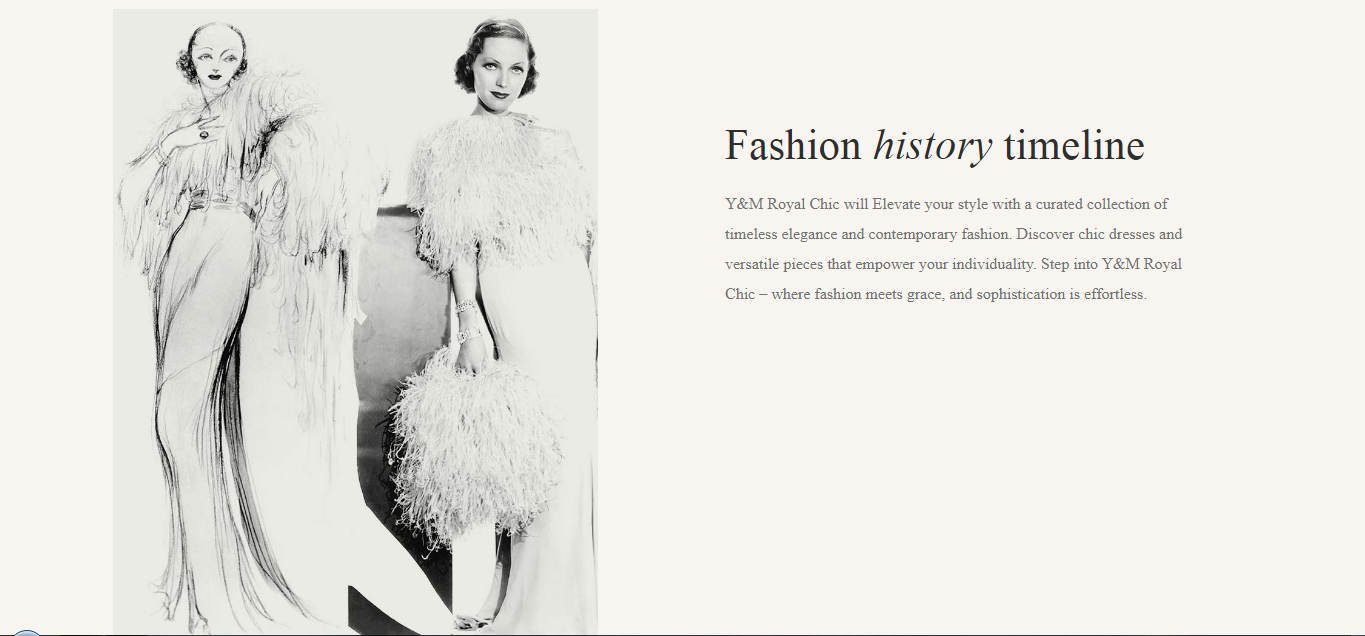 Fashion history timeline
Y&M Royal Chic will Elevate your style with a curated collection of
timeless elegance and contemporary fashion. Discover chic dresses and
versatile pieces that empower your individuality. Step into Y&M Royal
Chic – where fashion meets grace, and sophistication is effortless.